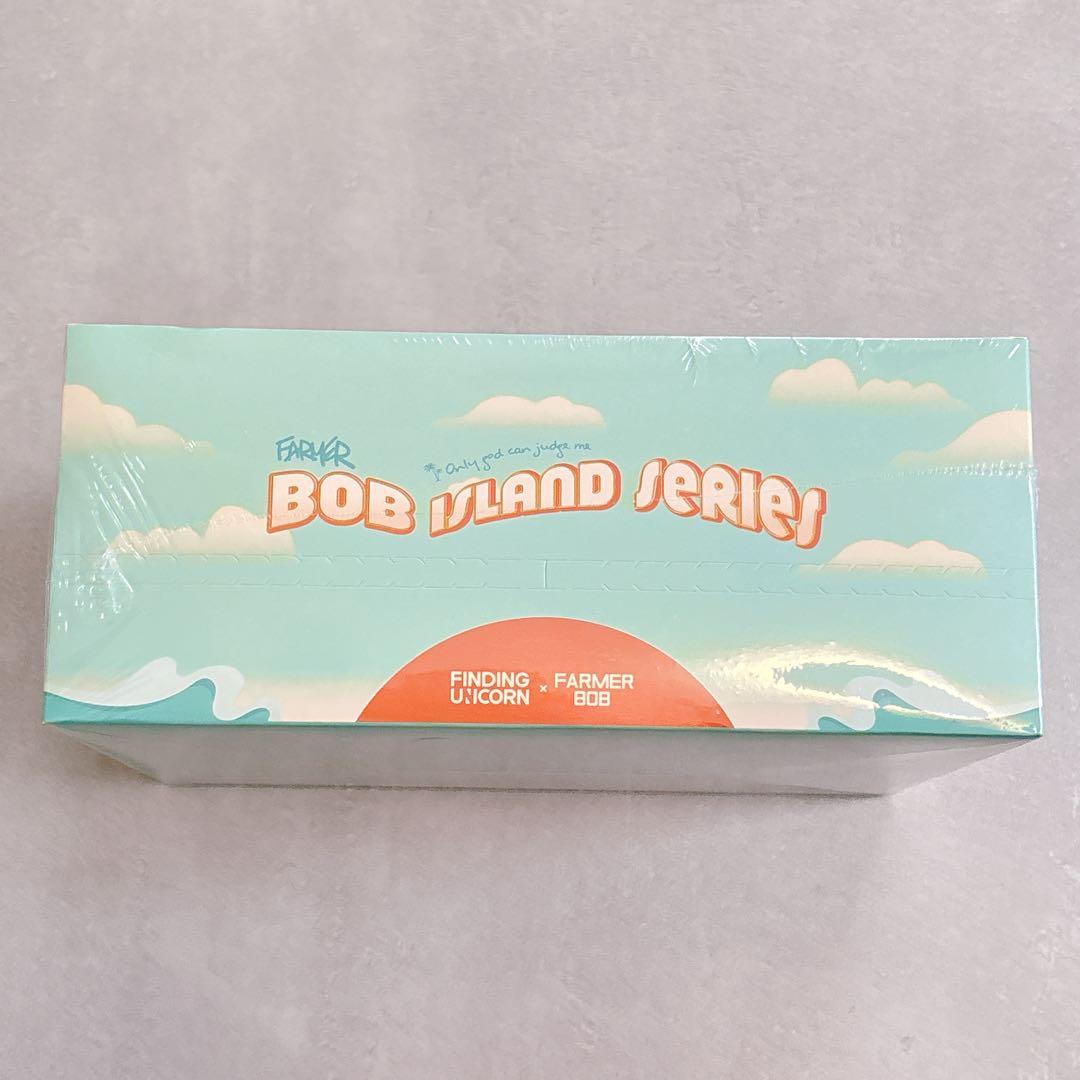 FARMER
Only god can judge me
BOB ISLAND SERIES
FINDING UNICORN × FARMER BOB